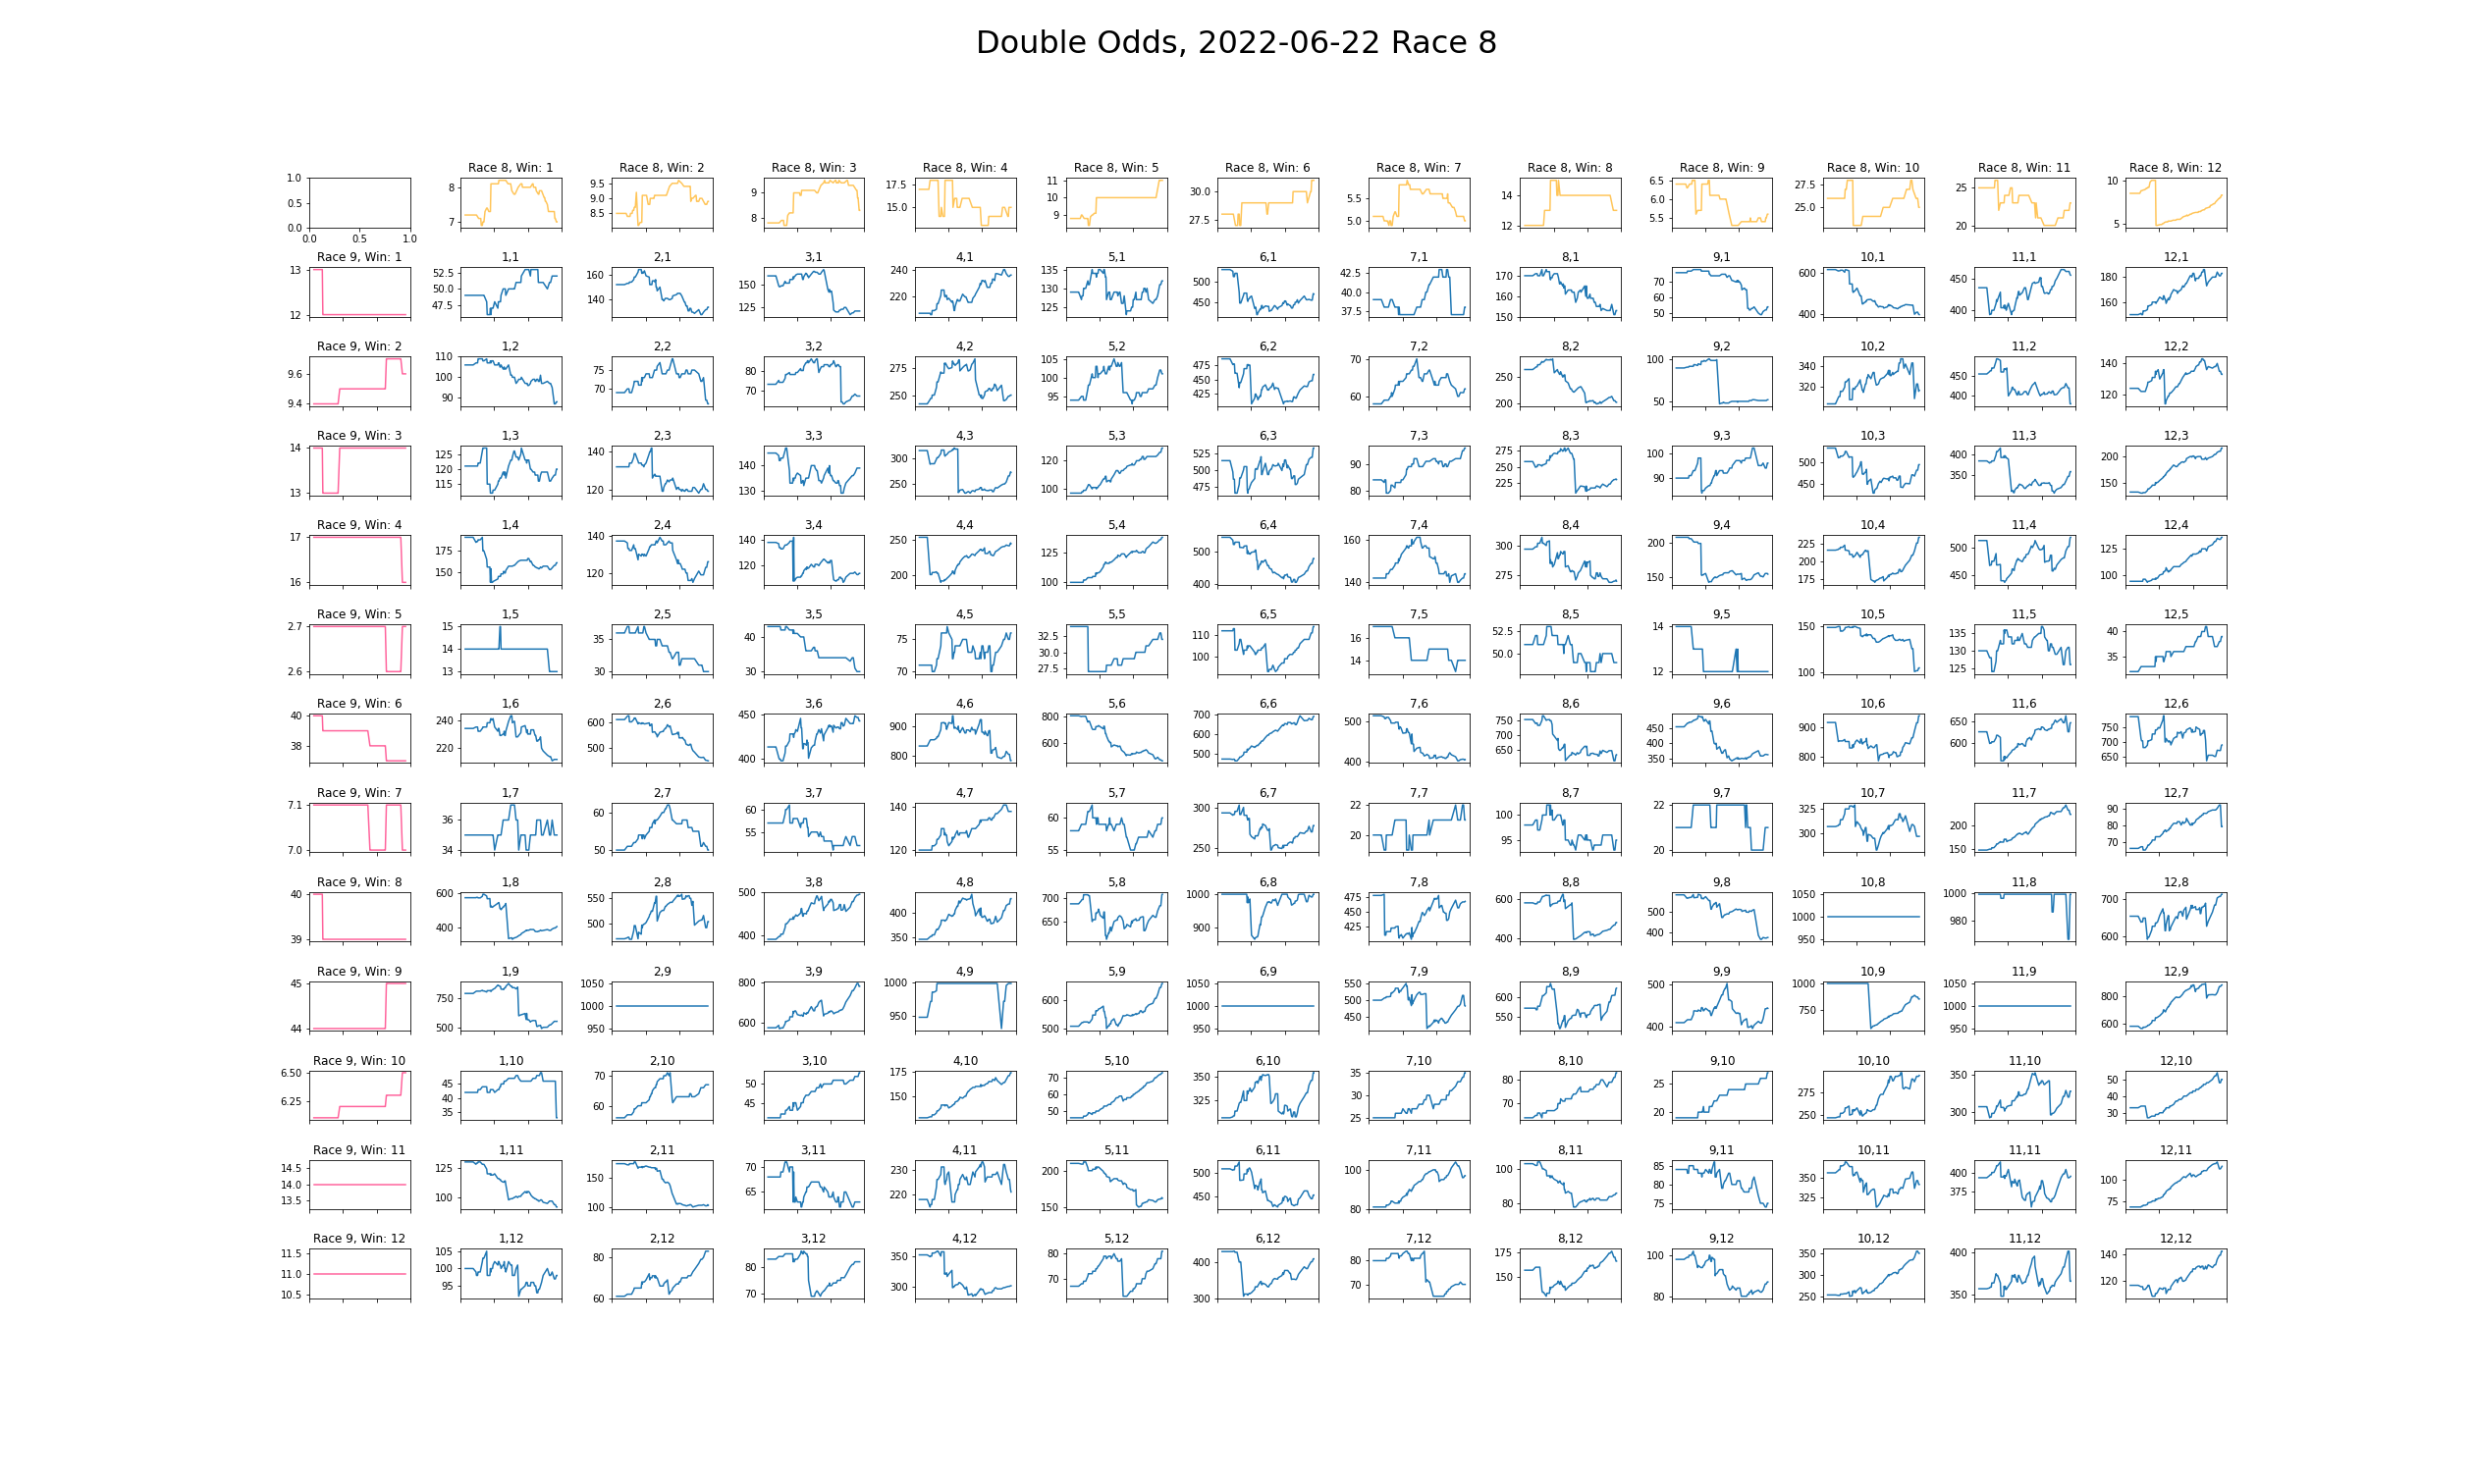 Double Odds, 2022-06-22 Race 8
Race 8, Win: 1 Race 8, Win: 2 Race 8, Win: 3 Race 8, Win: 4 Race 8, Win: 5 Race 8, Win: 6 Race 8, Win: 7 Race 8, Win: 8 Race 8, Win: 9 Race 8, Win: 10 Race 8, Win: 11 Race 8, Win: 12
1.0 8 9.5 9 17.5 11 30.0 5.5 14 6.5 27.5 25 10
0.5 9.0 10 6.0
0.0 7 8.5 8 15.0 9 27.5 5.0 12 5.5 25.0 20 5
0.0 0.5 1.0
Race 9, Win: 1 1,1 2,1 3,1 4,1 5,1 6,1 7,1 8,1 9,1 10,1 11,1 12,1
13 52.5 160 150 240 135 500 42.5 170 70 600 450 180
50.0 130 40.0 160 60
12 47.5 140 125 220 125 450 37.5 150 50 400 400 160
Race 9, Win: 2 1,2 2,2 3,2 4,2 5,2 6,2 7,2 8,2 9,2 10,2 11,2 12,2
9.6 110 75 80 275 105 475 70 250 100 340 450 140
100 100 450
9.4 90 70 70 250 95 425 60 200 50 320 400 120
Race 9, Win: 3 1,3 2,3 3,3 4,3 5,3 6,3 7,3 8,3 9,3 10,3 11,3 12,3
14 125 140 140 300 120 525 90 275 100 500 400 200
120 500 250
13 115 120 130 250 100 475 80 225 90 450 350 150
Race 9, Win: 4 1,4 2,4 3,4 4,4 5,4 6,4 7,4 8,4 9,4 10,4 11,4 12,4
17 175 140 140 250 125 500 160 300 200 225 500 125
200
16 150 120 120 200 100 400 140 275 150 175 450 100
Race 9, Win: 5 1,5 2,5 3,5 4,5 5,5 6,5 7,5 8,5 9,5 10,5 11,5 12,5
2.7 15 35 40 75 32.5 110 16 52.5 14 150 135 40
14 30.0 50.0 130
2.6 13 30 30 70 27.5 100 14 12 100 125 35
Race 9, Win: 6 1,6 2,6 3,6 4,6 5,6 6,6 7,6 8,6 9,6 10,6 11,6 12,6
40 240 600 450 900 800 700 500 750 450 900 650 750
600 700 400 700
38 220 500 400 800 600 500 400 650 350 800 600 650
Race 9, Win: 7 1,7 2,7 3,7 4,7 5,7 6,7 7,7 8,7 9,7 10,7 11,7 12,7
7.1 36 60 60 140 60 300 22 100 22 325 200 90
80
7.0 34 50 55 120 55 250 20 95 20 300 150 70
Race 9, Win: 8 1,8 2,8 3,8 4,8 5,8 6,8 7,8 8,8 9,8 10,8 11,8 12,8
40 600 550 500 400 700 1000 475 600 500 1050 1000 700
450 1000
39 400 500 400 350 650 900 425 400 400 950 980 600
Race 9, Win: 9 1,9 2,9 3,9 4,9 5,9 6,9 7,9 8,9 9,9 10,9 11,9 12,9
45 750 1050 800 1000 600 1050 550 600 500 1000 1050 800
1000 1000 500 1000
44 500 950 600 950 500 950 450 550 400 750 950 600
Race 9, Win: 10 1,10 2,10 3,10 4,10 5,10 6,10 7,10 8,10 9,10 10,10 11,10 12,10
6.50 45 70 50 175 70 350 35 80 25 275 350 50
40 60 30 40
6.25 35 60 45 150 50 325 25 70 20 250 300 30
Race 9, Win: 11 1,11 2,11 3,11 4,11 5,11 6,11 7,11 8,11 9,11 10,11 11,11 12,11
14.5 125 150 70 230 200 500 100 100 85 350 400 100
14.0 80
13.5 100 100 65 220 150 450 80 80 75 325 375 75
Race 9, Win: 12 1,12 2,12 3,12 4,12 5,12 6,12 7,12 8,12 9,12 10,12 11,12 12,12
11.5 105 80 80 350 80 400 80 175 100 350 400 140
11.0 100 300
10.5 95 60 70 300 70 300 70 150 80 250 350 120